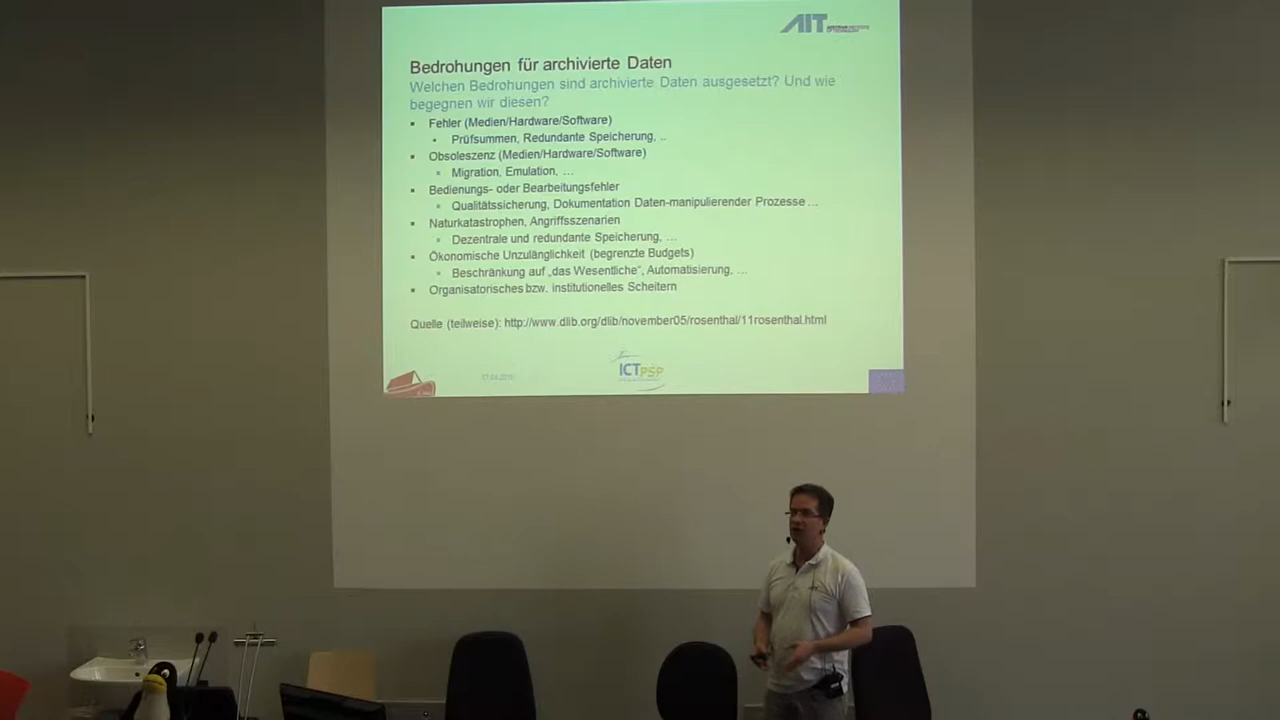 AIT
Bedrohungen für archivierte Daten
Welchen Bedrohungen sind archivierte Daten ausgesetzt? Und wie
begegnen wir diesen?
▪ Fehler (Medien/Hardware/Software)
▪ Prüfsummen, Redundante Speicherung, ..
▪ Obsoleszenz (Medien/Hardware/Software)
▪ Migration, Emulation, …
▪ Bedienungs- oder Bearbeitungsfehler
▪ Qualitätssicherung, Dokumentation Daten-manipulierender Prozesse …
▪ Naturkatastrophen, Angriffsszenarien
▪ Dezentrale und redundante Speicherung, …
▪ Ökonomische Unzulänglichkeit (begrenzte Budgets)
▪ Beschränkung auf „das Wesentliche“, Automatisierung, …
▪ Organisatorisches bzw. institutionelles Scheitern
Quelle (teilweise): http://www.dlib.org/dlib/november05/rosenthal/11rosenthal.html
ICT PSP